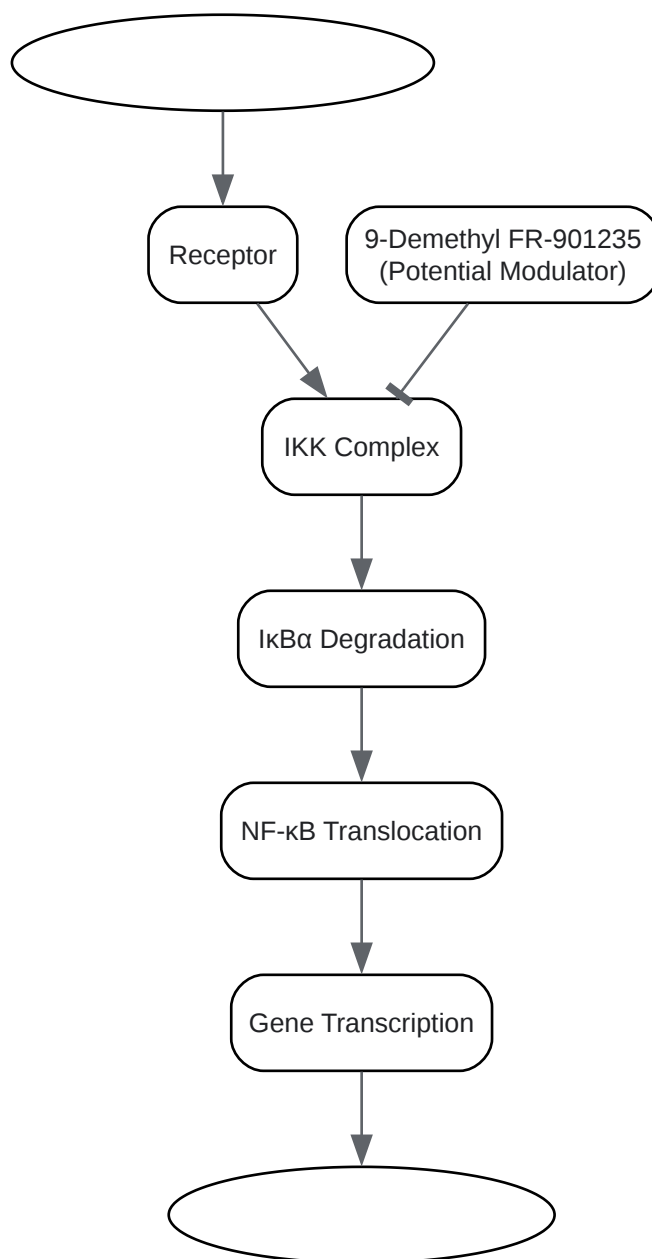 Receptor
9-Demethyl FR-901235
(Potential Modulator)
IKK Complex
IκBα Degradation
NF-κB Translocation
Gene Transcription